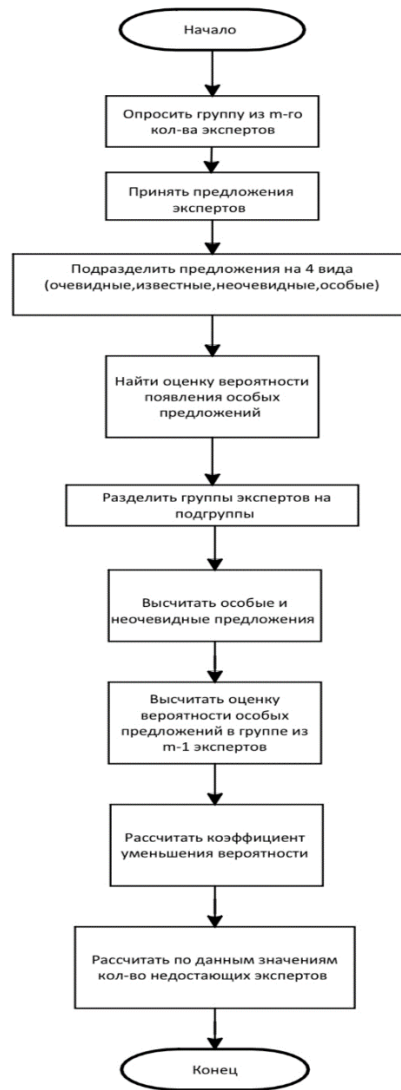 Начало
Опросить группу из m-го
кол-ва экспертов
Принять предложения
экспертов
Подразделить предложения на 4 вида
(очевидные,известные,неочевидные,особые)
Найти оценку вероятности
появления особых
предложений
Разделить группы экспертов на
подгруппы
Высчитать особые и
неочевидные предложения
Высчитать оценку
вероятности особых
предложений в группе из
m-1 экспертов
Рассчитать коэффициент
уменьшения вероятности
Рассчитать по данным значениям
кол-во недостающих экспертов
Конец